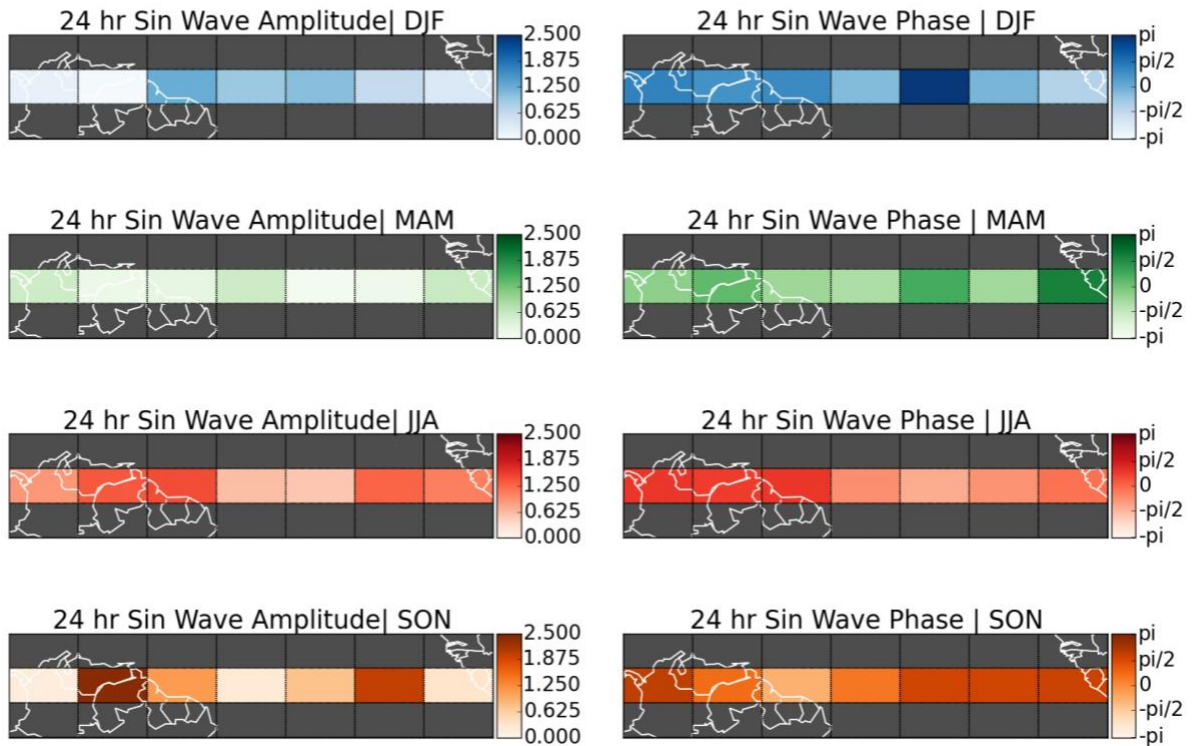 24 hr Sin Wave Amplitude| DJF
2.500
1.875
1.250
0.625
0.000
24 hr Sin Wave Phase | DJF
pi
pi/2
0
-pi/2
-pi
24 hr Sin Wave Amplitude| MAM
2.500
1.875
1.250
0.625
0.000
24 hr Sin Wave Phase | MAM
pi
pi/2
0
-pi/2
-pi
24 hr Sin Wave Amplitude| JJA
2.500
1.875
1.250
0.625
0.000
24 hr Sin Wave Phase | JJA
pi
pi/2
0
-pi/2
-pi
24 hr Sin Wave Amplitude| SON
2.500
1.875
1.250
0.625
0.000
24 hr Sin Wave Phase | SON
pi
pi/2
0
-pi/2
-pi